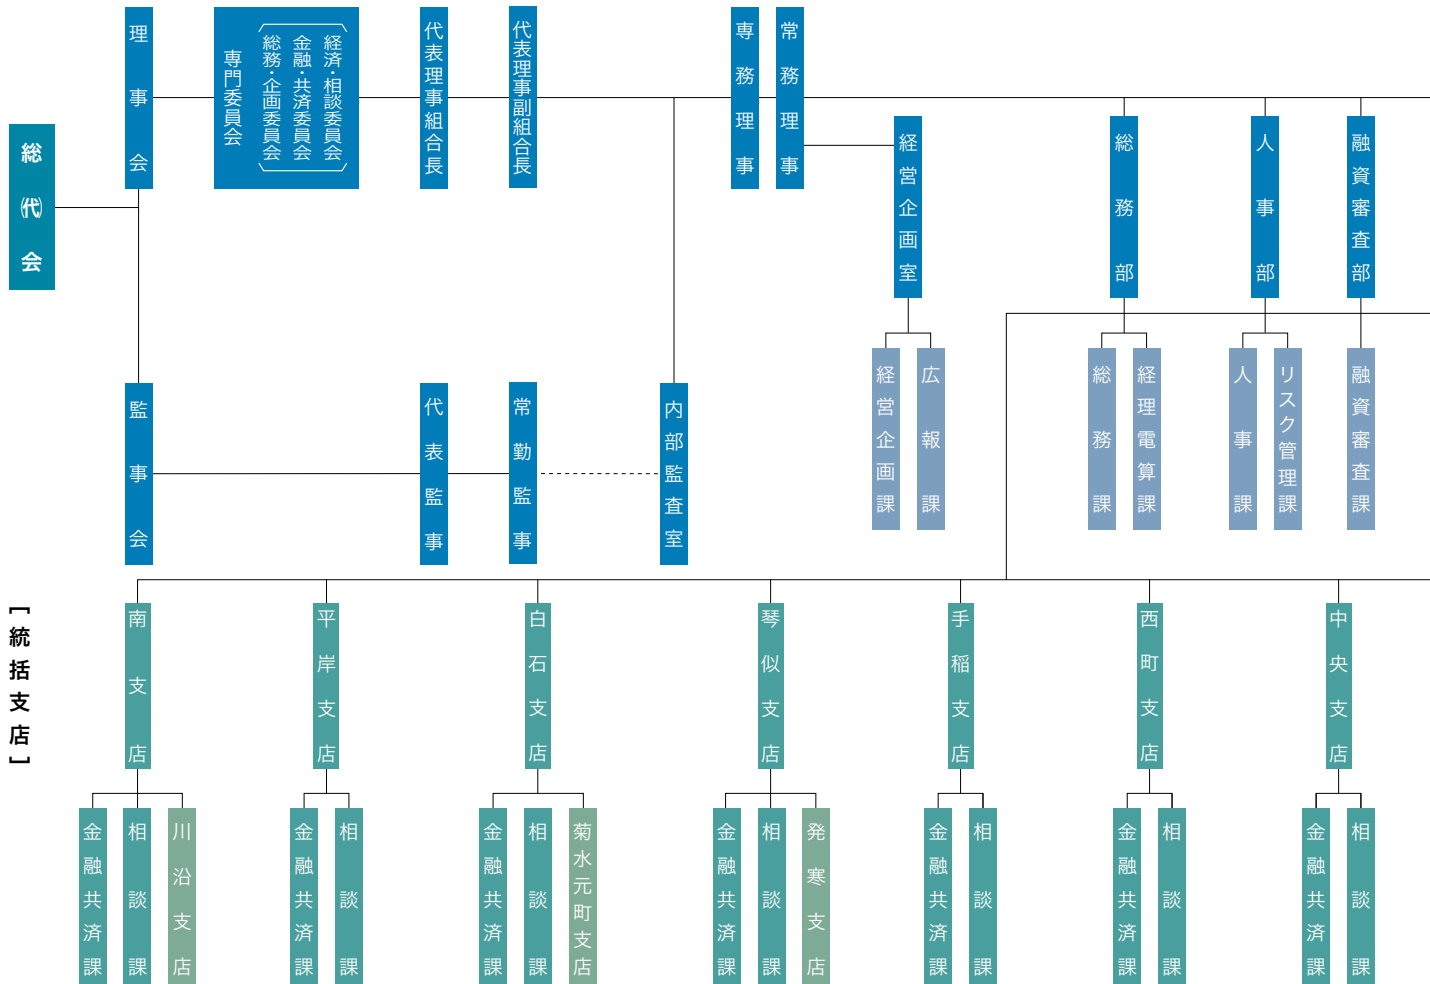 総㈹会
理事会
専門委員会
総務・企画委員会
金融・共済委員会
経済・相談委員会
代表理事組合長
代表理事副組合長
専務理事
常務理事
経営企画室
経営企画課
広報課
総務部
総務課
経理電算課
人事部
人事課
リスク管理課
融資審査部
融資審査課
監事会
代表監事
常勤監事
内部監査室
[統括支店]
南支店
金融共済課
相談課
川沿支店
平岸支店
金融共済課
相談課
白石支店
金融共済課
相談課
菊水元町支店
琴似支店
金融共済課
相談課
発寒支店
手稲支店
金融共済課
相談課
西町支店
金融共済課
相談課
中央支店
金融共済課
相談課